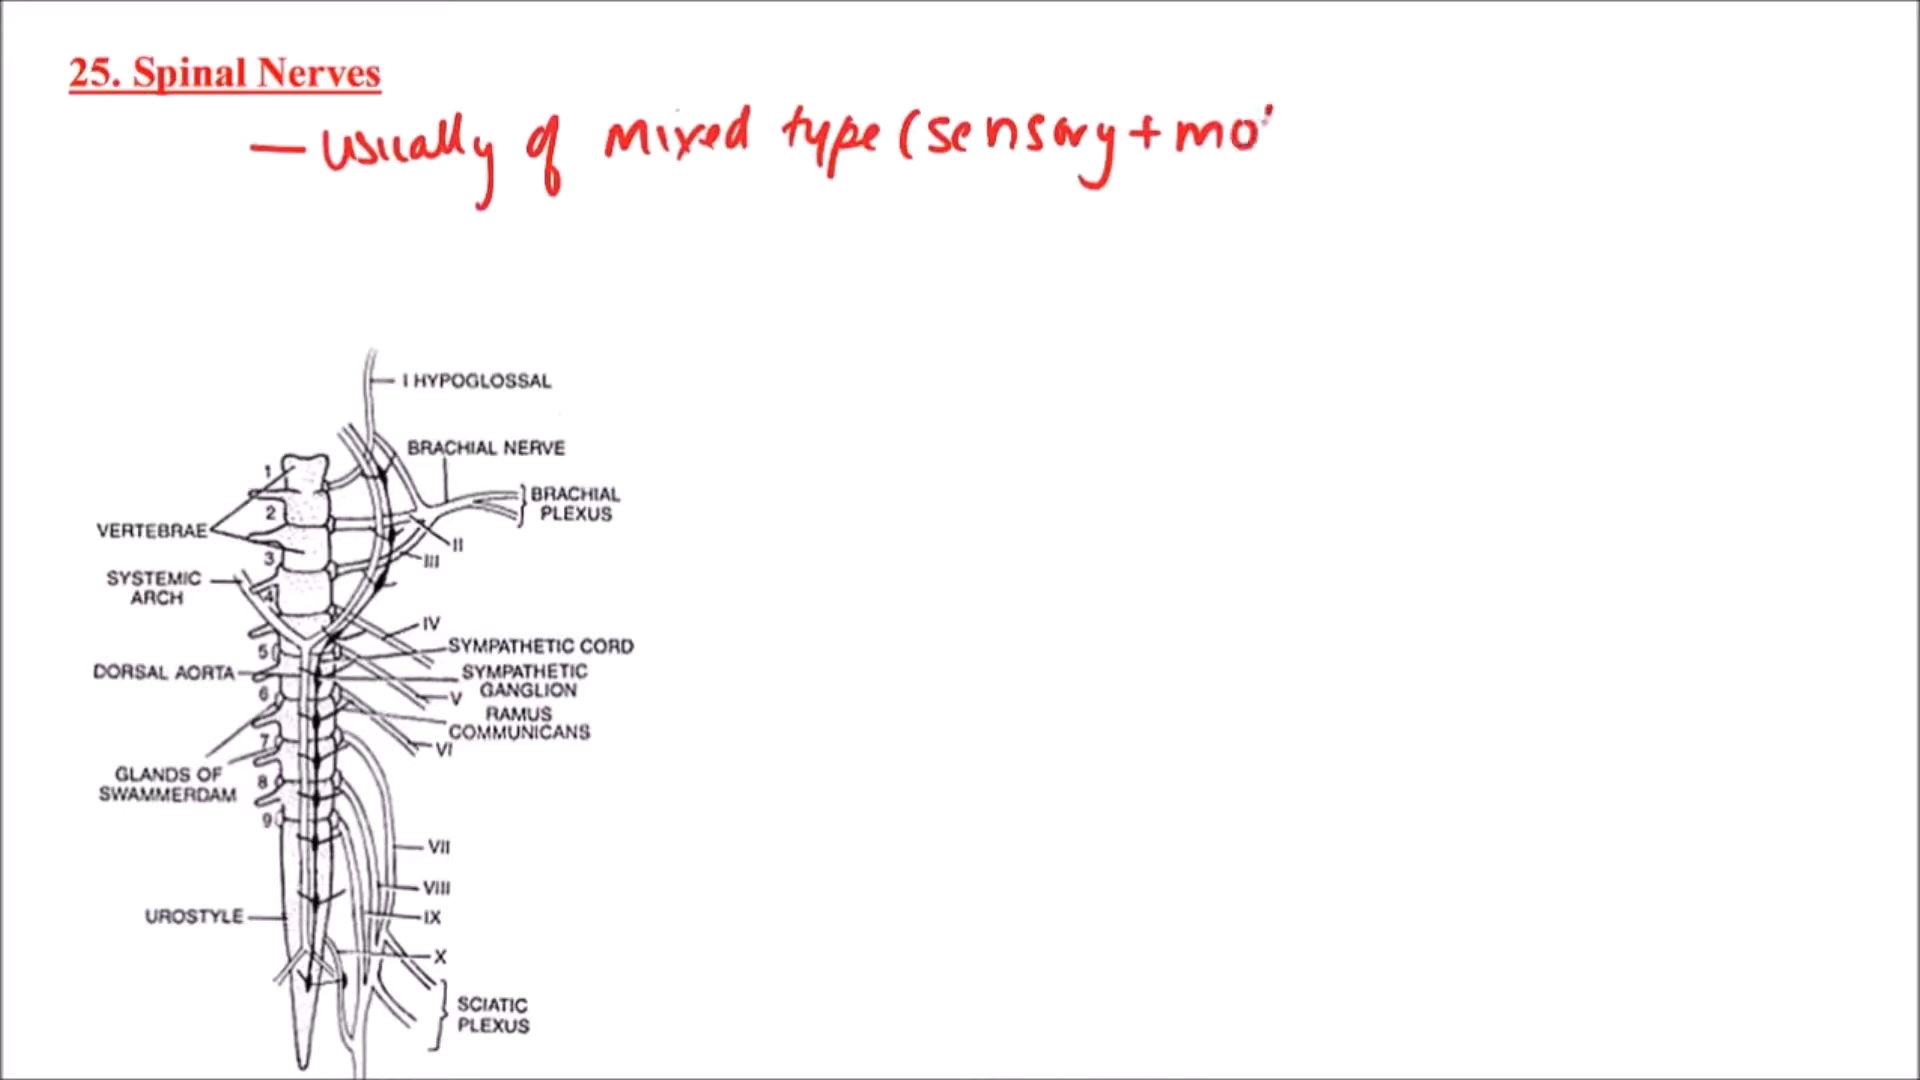 25. Spinal Nerves
— usually of mixed type (sensory + mo
I HYPOGLOSSAL
BRACHIAL NERVE
1
BRACHIAL
PLEXUS
2
VERTEBRAE
II
3
III
SYSTEMIC
ARCH
4
IV
5
SYMPATHETIC CORD
DORSAL AORTA
SYMPATHETIC
GANGLION
6
V
RAMUS
COMMUNICANS
7
VI
GLANDS OF
SWAMMERDAM
8
9
VII
VIII
UROSTYLE
IX
X
SCIATIC
PLEXUS